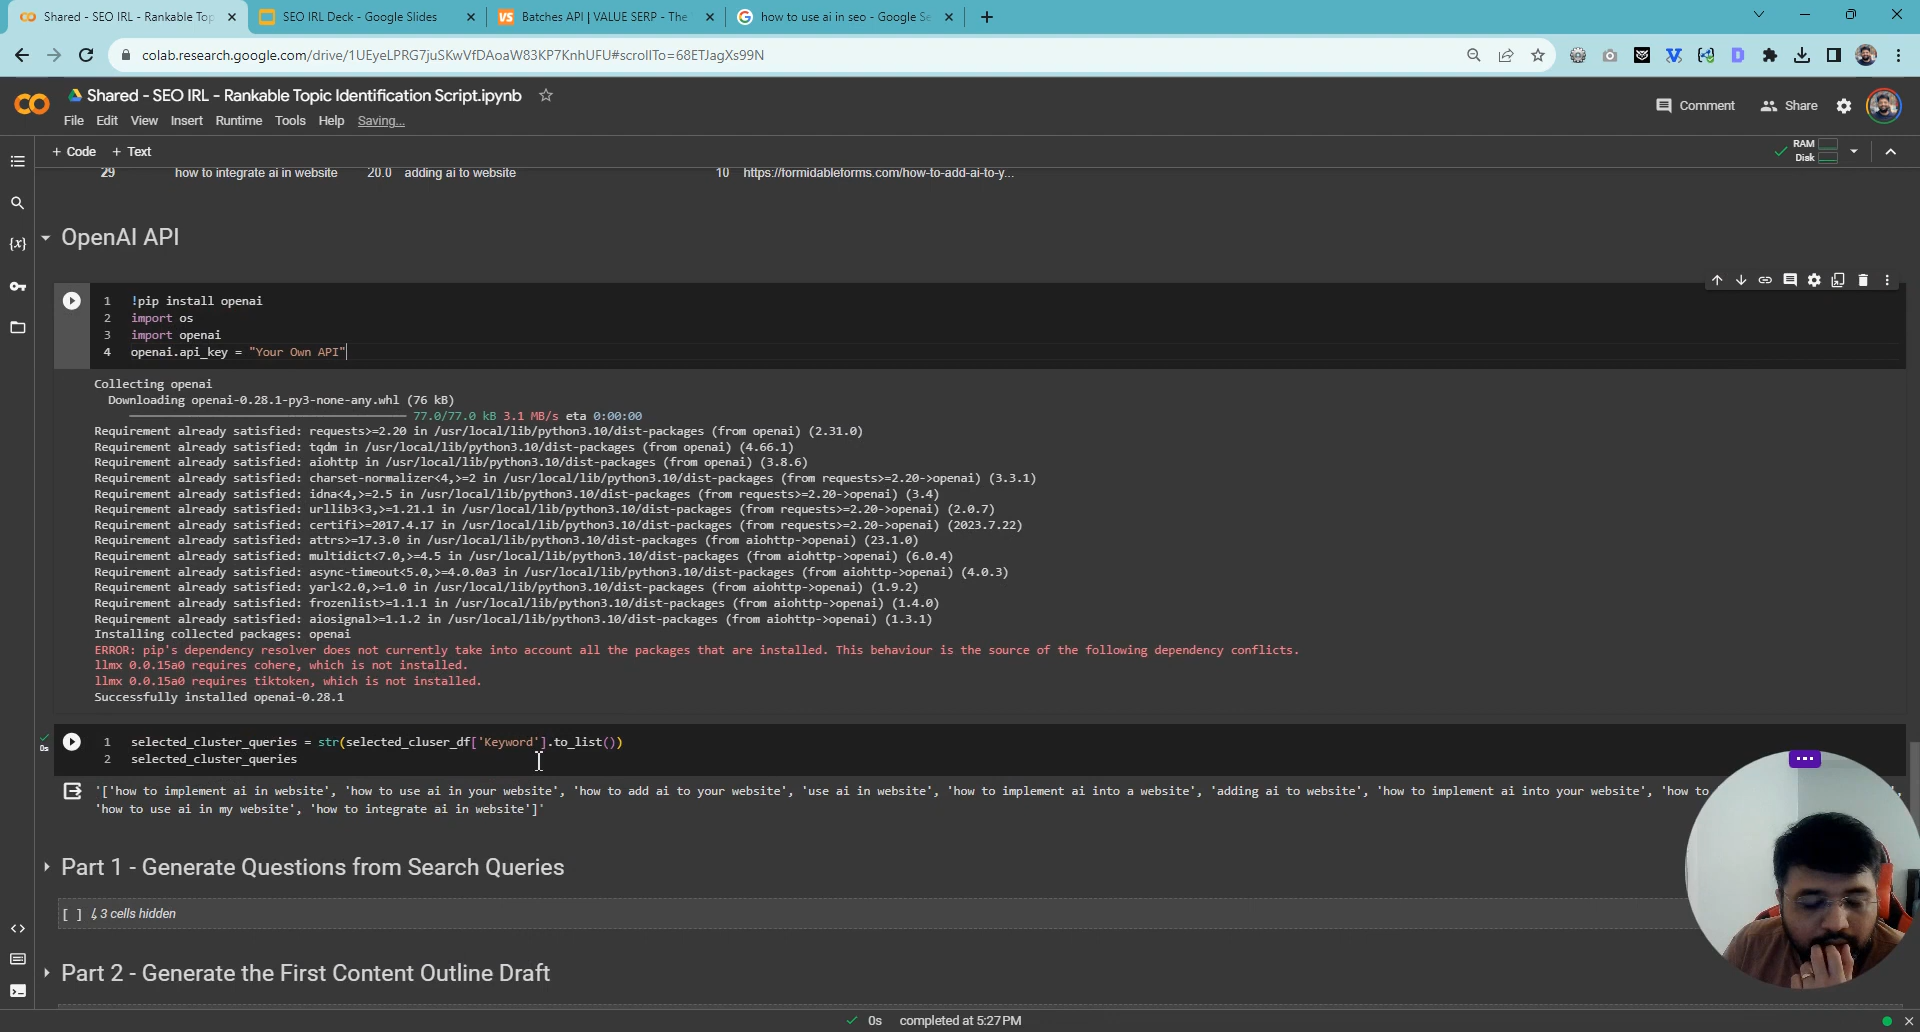 Shared - SEO IRL - Rankable Top
SEO IRL Deck - Google Slides
Batches API | VALUE SERP - The
how to use ai in seo - Google Se
colab.research.google.com/drive/1UEyeLPRG7juSKwVfDAoaW83KP7KnhUFU#scrollTo=68ETJagXs99N
Shared - SEO IRL - Rankable Topic Identification Script.ipynb
Comment
Share
File Edit View Insert Runtime Tools Help Saving...
+ Code + Text
RAM
Disk
29 how to integrate ai in website 20.0 adding ai to website 10 https://formidableforms.com/how-to-add-ai-to-y...
OpenAI API
1 !pip install openai
2 import os
3 import openai
4 openai.api_key = "Your Own API"
Collecting openai
Downloading openai-0.28.1-py3-none-any.whl (76 kB)
77.0/77.0 kB 3.1 MB/s eta 0:00:00
Requirement already satisfied: requests>=2.20 in /usr/local/lib/python3.10/dist-packages (from openai) (2.31.0)
Requirement already satisfied: tqdm in /usr/local/lib/python3.10/dist-packages (from openai) (4.66.1)
Requirement already satisfied: aiohttp in /usr/local/lib/python3.10/dist-packages (from openai) (3.8.6)
Requirement already satisfied: charset-normalizer<4,>=2 in /usr/local/lib/python3.10/dist-packages (from requests>=2.20->openai) (3.3.1)
Requirement already satisfied: idna<4,>=2.5 in /usr/local/lib/python3.10/dist-packages (from requests>=2.20->openai) (3.4)
Requirement already satisfied: urllib3<3,>=1.21.1 in /usr/local/lib/python3.10/dist-packages (from requests>=2.20->openai) (2.0.7)
Requirement already satisfied: certifi>=2017.4.17 in /usr/local/lib/python3.10/dist-packages (from requests>=2.20->openai) (2023.7.22)
Requirement already satisfied: attrs>=17.3.0 in /usr/local/lib/python3.10/dist-packages (from aiohttp->openai) (23.1.0)
Requirement already satisfied: multidict<7.0,>=4.5 in /usr/local/lib/python3.10/dist-packages (from aiohttp->openai) (6.0.4)
Requirement already satisfied: async-timeout<5.0,>=4.0.0a3 in /usr/local/lib/python3.10/dist-packages (from aiohttp->openai) (4.0.3)
Requirement already satisfied: yarl<2.0,>=1.0 in /usr/local/lib/python3.10/dist-packages (from aiohttp->openai) (1.9.2)
Requirement already satisfied: frozenlist>=1.1.1 in /usr/local/lib/python3.10/dist-packages (from aiohttp->openai) (1.4.0)
Requirement already satisfied: aiosignal>=1.1.2 in /usr/local/lib/python3.10/dist-packages (from aiohttp->openai) (1.3.1)
Installing collected packages: openai
ERROR: pip's dependency resolver does not currently take into account all the packages that are installed. This behaviour is the source of the following dependency conflicts.
llmx 0.0.15a0 requires cohere, which is not installed.
llmx 0.0.15a0 requires tiktoken, which is not installed.
Successfully installed openai-0.28.1
0s
1 selected_cluster_queries = str(selected_cluser_df['Keyword'].to_list())
2 selected_cluster_queries
'['how to implement ai in website', 'how to use ai in your website', 'how to add ai to your website', 'use ai in website', 'how to implement ai into a website', 'adding ai to website', 'how to implement ai into your website', 'how to
'how to use ai in my website', 'how to integrate ai in website']'
Part 1 - Generate Questions from Search Queries
[ ] 3 cells hidden
Part 2 - Generate the First Content Outline Draft
0s completed at 5:27 PM